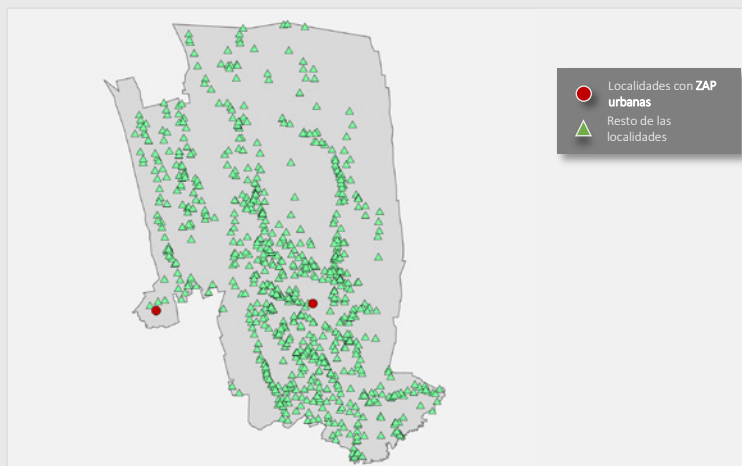 Localidades con ZAP
urbanas
Resto de las
localidades